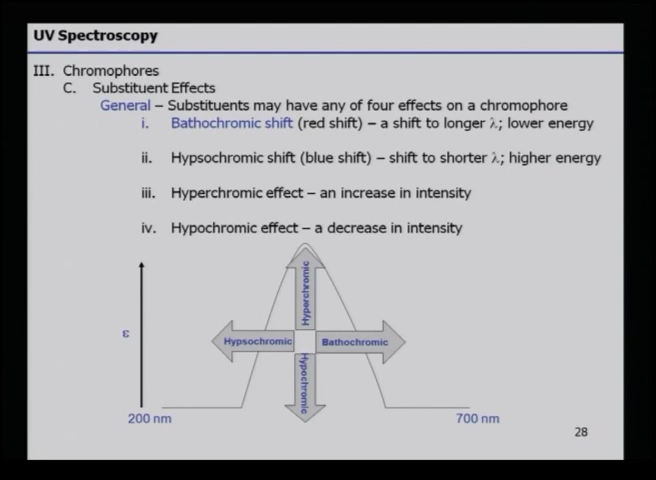 UV Spectroscopy
III. Chromophores
C. Substituent Effects
General – Substituents may have any of four effects on a chromophore
i. Bathochromic shift (red shift) – a shift to longer λ; lower energy
ii. Hypsochromic shift (blue shift) – shift to shorter λ; higher energy
iii. Hyperchromic effect – an increase in intensity
iv. Hypochromic effect – a decrease in intensity
Hyperchromic
ε
Hypsochromic
Bathochromic
Hypochromic
200 nm
700 nm
28